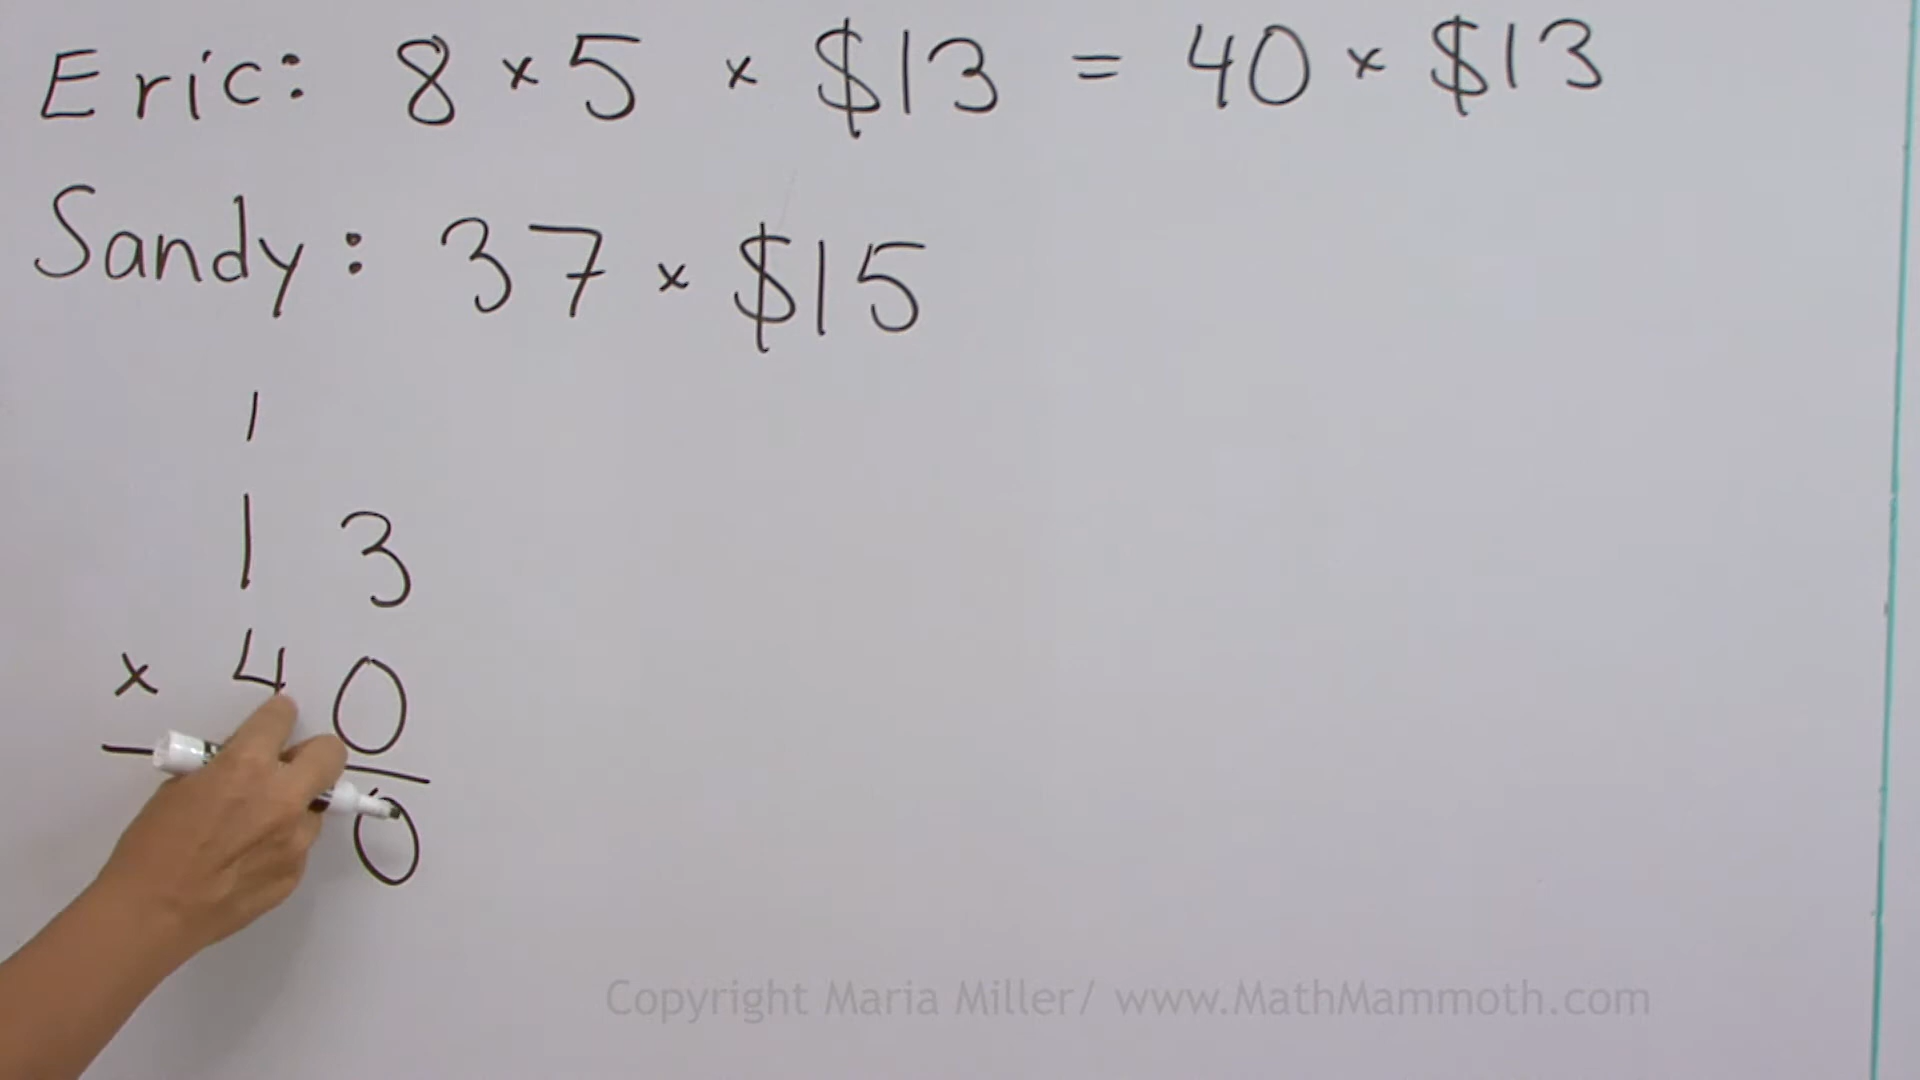 Eric: 8 × 5 × $13 = 40 × $13
Sandy: 37 × $15
1
1 3
× 4 0
0
Copyright Maria Miller/ www.MathMammoth.com